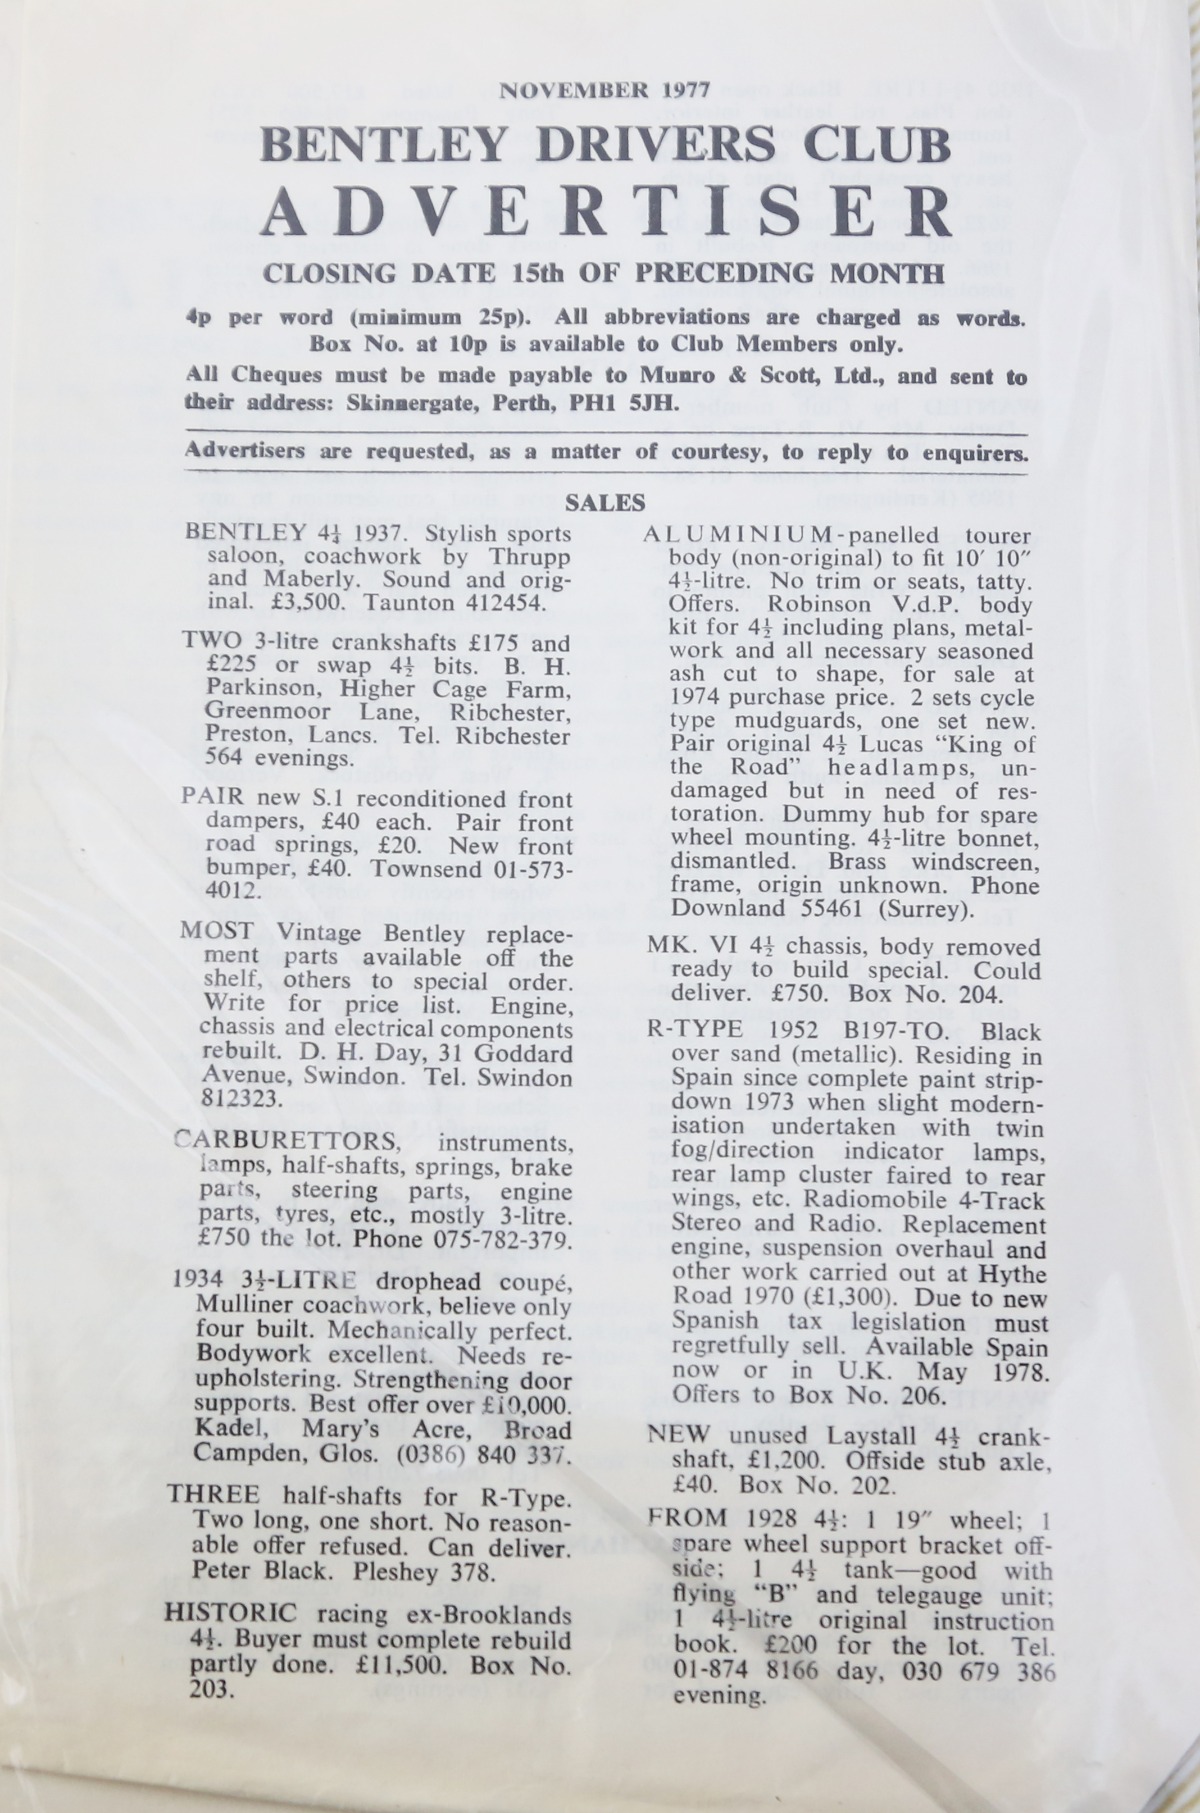 NOVEMBER 1977
BENTLEY DRIVERS CLUB
ADVERTISER
CLOSING DATE 15th OF PRECEDING MONTH
4p per word (minimum 25p). All abbreviations are charged as words.
Box No. at 10p is available to Club Members only.
All Cheques must be made payable to Munro & Scott, Ltd., and sent to
their address: Skinnergate, Perth, PH1 5JH.
Advertisers are requested, as a matter of courtesy, to reply to enquirers.
SALES
BENTLEY 4¼ 1937. Stylish sports
saloon, coachwork by Thrupp
and Maberly. Sound and orig-
inal. £3,500. Taunton 412454.
TWO 3-litre crankshafts £175 and
£225 or swap 4½ bits. B. H.
Parkinson, Higher Cage Farm,
Greenmoor Lane, Ribchester,
Preston, Lancs. Tel. Ribchester
564 evenings.
PAIR new S.1 reconditioned front
dampers, £40 each. Pair front
road springs, £20. New front
bumper, £40. Townsend 01-573-
4012.
MOST Vintage Bentley replace-
ment parts available off the
shelf, others to special order.
Write for price list. Engine,
chassis and electrical components
rebuilt. D. H. Day, 31 Goddard
Avenue, Swindon. Tel. Swindon
812323.
CARBURETTORS, instruments,
lamps, half-shafts, springs, brake
parts, steering parts, engine
parts, tyres, etc., mostly 3-litre.
£750 the lot. Phone 075-782-379.
1934 3½-LITRE drophead coupé,
Mulliner coachwork, believe only
four built. Mechanically perfect.
Bodywork excellent. Needs re-
upholstering. Strengthening door
supports. Best offer over £10,000.
Kadel, Mary's Acre, Broad
Campden, Glos. (0386) 840 337.
THREE half-shafts for R-Type.
Two long, one short. No reason-
able offer refused. Can deliver.
Peter Black. Pleshey 378.
HISTORIC racing ex-Brooklands
4½. Buyer must complete rebuild
partly done. £11,500. Box No.
203.
ALUMINIUM-panelled tourer
body (non-original) to fit 10′ 10″
4½-litre. No trim or seats, tatty.
Offers. Robinson V.d.P. body
kit for 4½ including plans, metal-
work and all necessary seasoned
ash cut to shape, for sale at
1974 purchase price. 2 sets cycle
type mudguards, one set new.
Pair original 4½ Lucas “King of
the Road” headlamps, un-
damaged but in need of res-
toration. Dummy hub for spare
wheel mounting. 4½-litre bonnet,
dismantled. Brass windscreen,
frame, origin unknown. Phone
Downland 55461 (Surrey).
MK. VI 4½ chassis, body removed
ready to build special. Could
deliver. £750. Box No. 204.
R-TYPE 1952 B197-TO. Black
over sand (metallic). Residing in
Spain since complete paint strip-
down 1973 when slight modern-
isation undertaken with twin
fog/direction indicator lamps,
rear lamp cluster faired to rear
wings, etc. Radiomobile 4-Track
Stereo and Radio. Replacement
engine, suspension overhaul and
other work carried out at Hythe
Road 1970 (£1,300). Due to new
Spanish tax legislation must
regretfully sell. Available Spain
now or in U.K. May 1978.
Offers to Box No. 206.
NEW unused Laystall 4½ crank-
shaft, £1,200. Offside stub axle,
£40. Box No. 202.
FROM 1928 4½: 1 19″ wheel; 1
spare wheel support bracket off-
side; 1 4½ tank—good with
flying “B” and telegauge unit;
1 4½-litre original instruction
book. £200 for the lot. Tel.
01-874 8166 day, 030 679 386
evening.